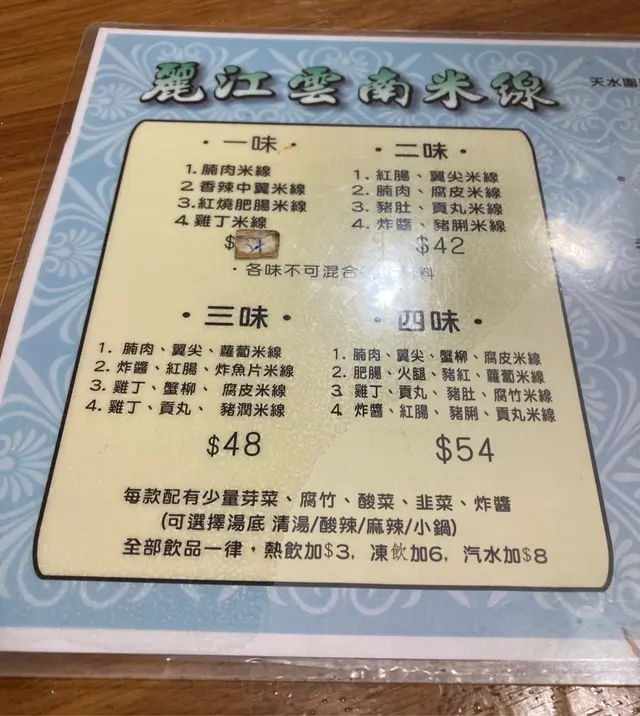 麗江雲南米線
天水圍
·一味·
1. 腩肉米線
2 香辣中翼米線
3.紅燒肥腸米線
4 雞丁米線
$
·二味·
1. 紅腸、翼尖米線
2. 腩肉、腐皮米線
3. 豬肚、貢丸米線
4. 炸醬、豬脷米線
$42
·各味不可混合
料
·三味·
1. 腩肉、翼尖、蘿蔔米線
2. 炸醬、紅腸、炸魚片米線
3. 雞丁、蟹柳、 腐皮米線
4. 雞丁、貢丸、 豬潤米線
$48
·四味·
1. 腩肉、翼尖、蟹柳、腐皮米線
2. 肥腸、火腿、豬紅、蘿蔔米線
3 雞丁、貢丸、豬肚、腐竹米線
4 炸醬、紅腸、豬脷、貢丸米線
$54
每款配有少量芽菜、腐竹、酸菜、韭菜、炸醬
(可選擇湯底 清湯/酸辣/麻辣/小鍋)
全部飲品一律，熱飲加$3, 凍飲加6, 汽水加$8